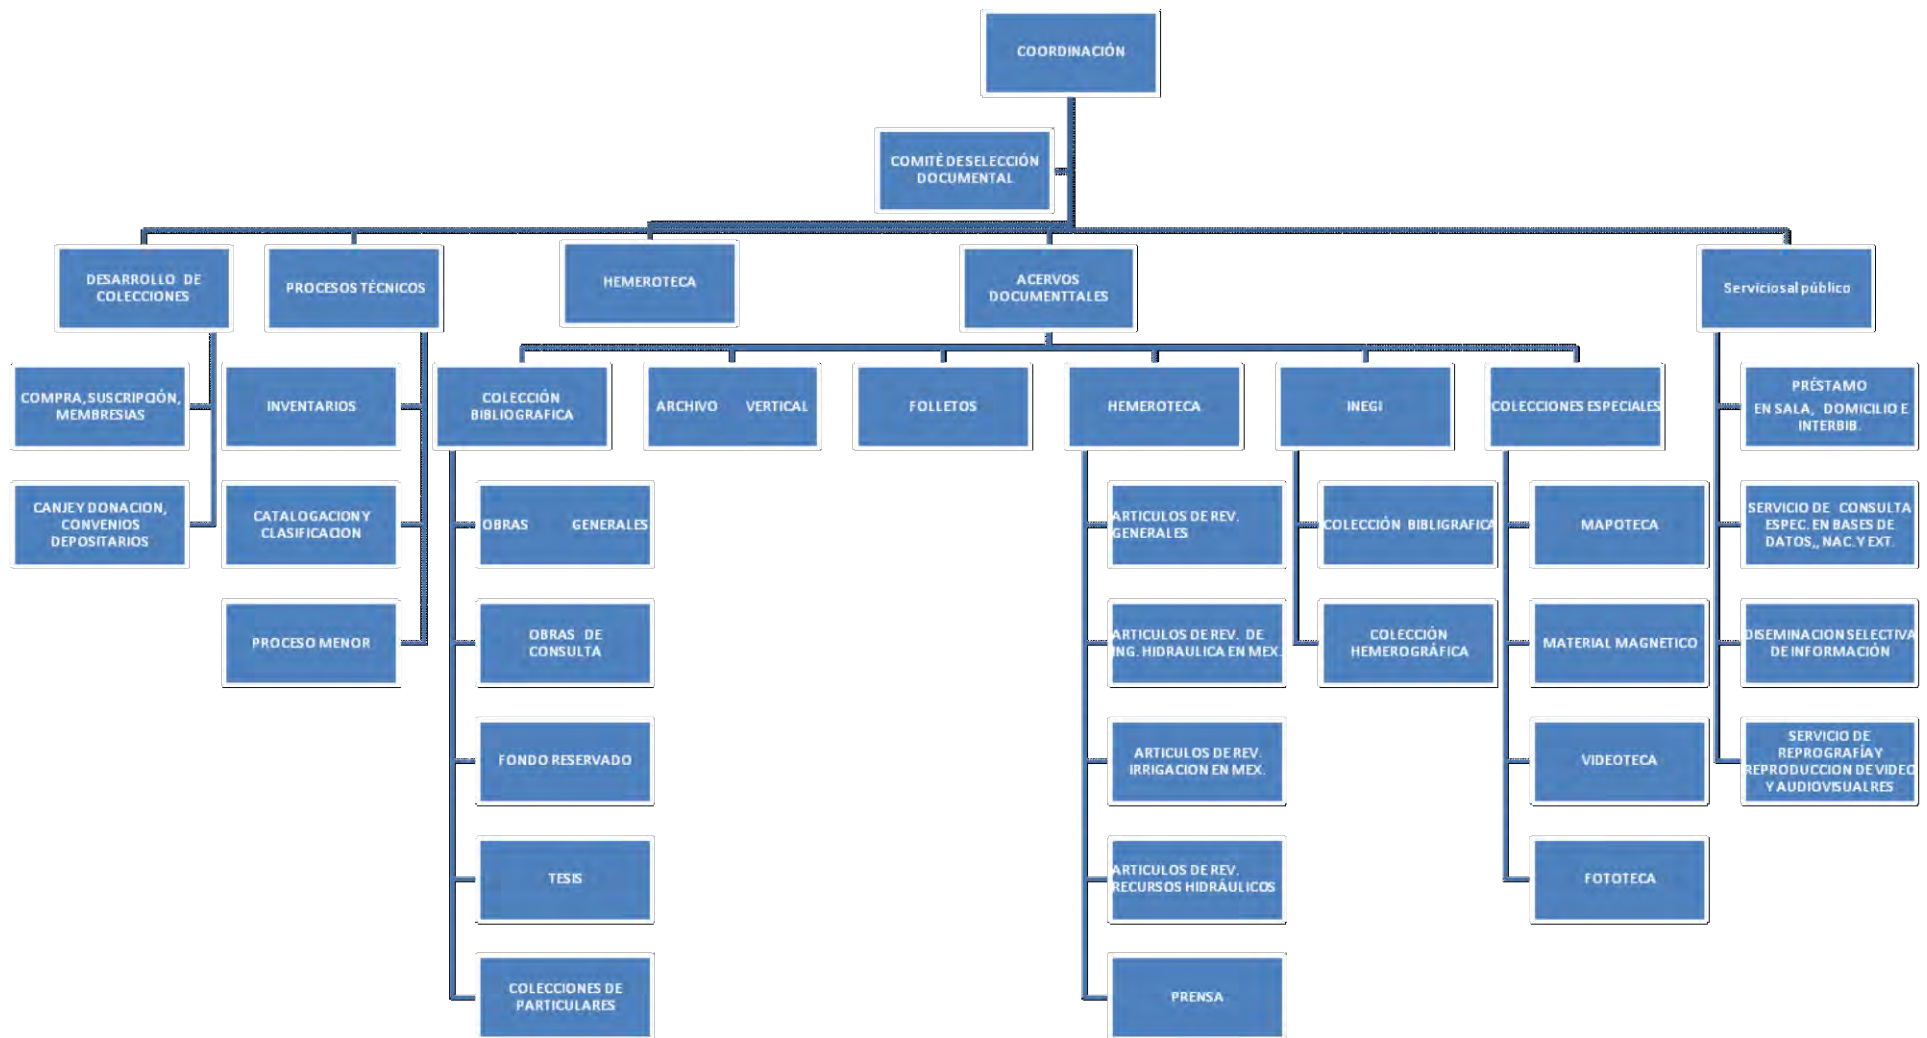 COORDINACIÓN
COMITÉ DE SELECCIÓN
DOCUMENTAL
DESARROLLO DE
COLECCIONES
PROCESOS TÉCNICOS
HEMEROTECA
ACERVOS
DOCUMENTTALES
Servicios al público
COMPRA, SUSCRIPCIÓN,
MEMBRESIAS
INVENTARIOS
COLECCIÓN
BIBLIOGRAFICA
ARCHIVO VERTICAL
FOLLETOS
HEMEROTECA
INEGI
COLECCIONES ESPECIALES
PRÉSTAMO
EN SALA, DOMICILIO E
INTERBIB.
CANJE Y DONACION,
CONVENIOS
DEPOSITARIOS
CATALOGACION Y
CLASIFICACION
OBRAS GENERALES
ARTICULOS DE REV.
GENERALES
COLECCIÓN BIBLIGRAFICA
MAPOTECA
SERVICIO DE CONSULTA
ESPEC. EN BASES DE
DATOS,, NAC. Y EXT.
PROCESO MENOR
OBRAS DE
CONSULTA
ARTICULOS DE REV. DE
ING. HIDRAULICA EN MEX.
COLECCIÓN
HEMEROGRÁFICA
MATERIAL MAGNETICO
DISEMINACION SELECTIVA
DE INFORMACIÓN
FONDO RESERVADO
ARTICULOS DE REV.
IRRIGACION EN MEX.
VIDEOTECA
SERVICIO DE
REPROGRAFÍA Y
REPRODUCCION DE VIDEO
Y AUDIOVISUALRES
TESIS
ARTICULOS DE REV.
RECURSOS HIDRÁULICOS
FOTOTECA
COLECCIONES DE
PARTICULARES
PRENSA